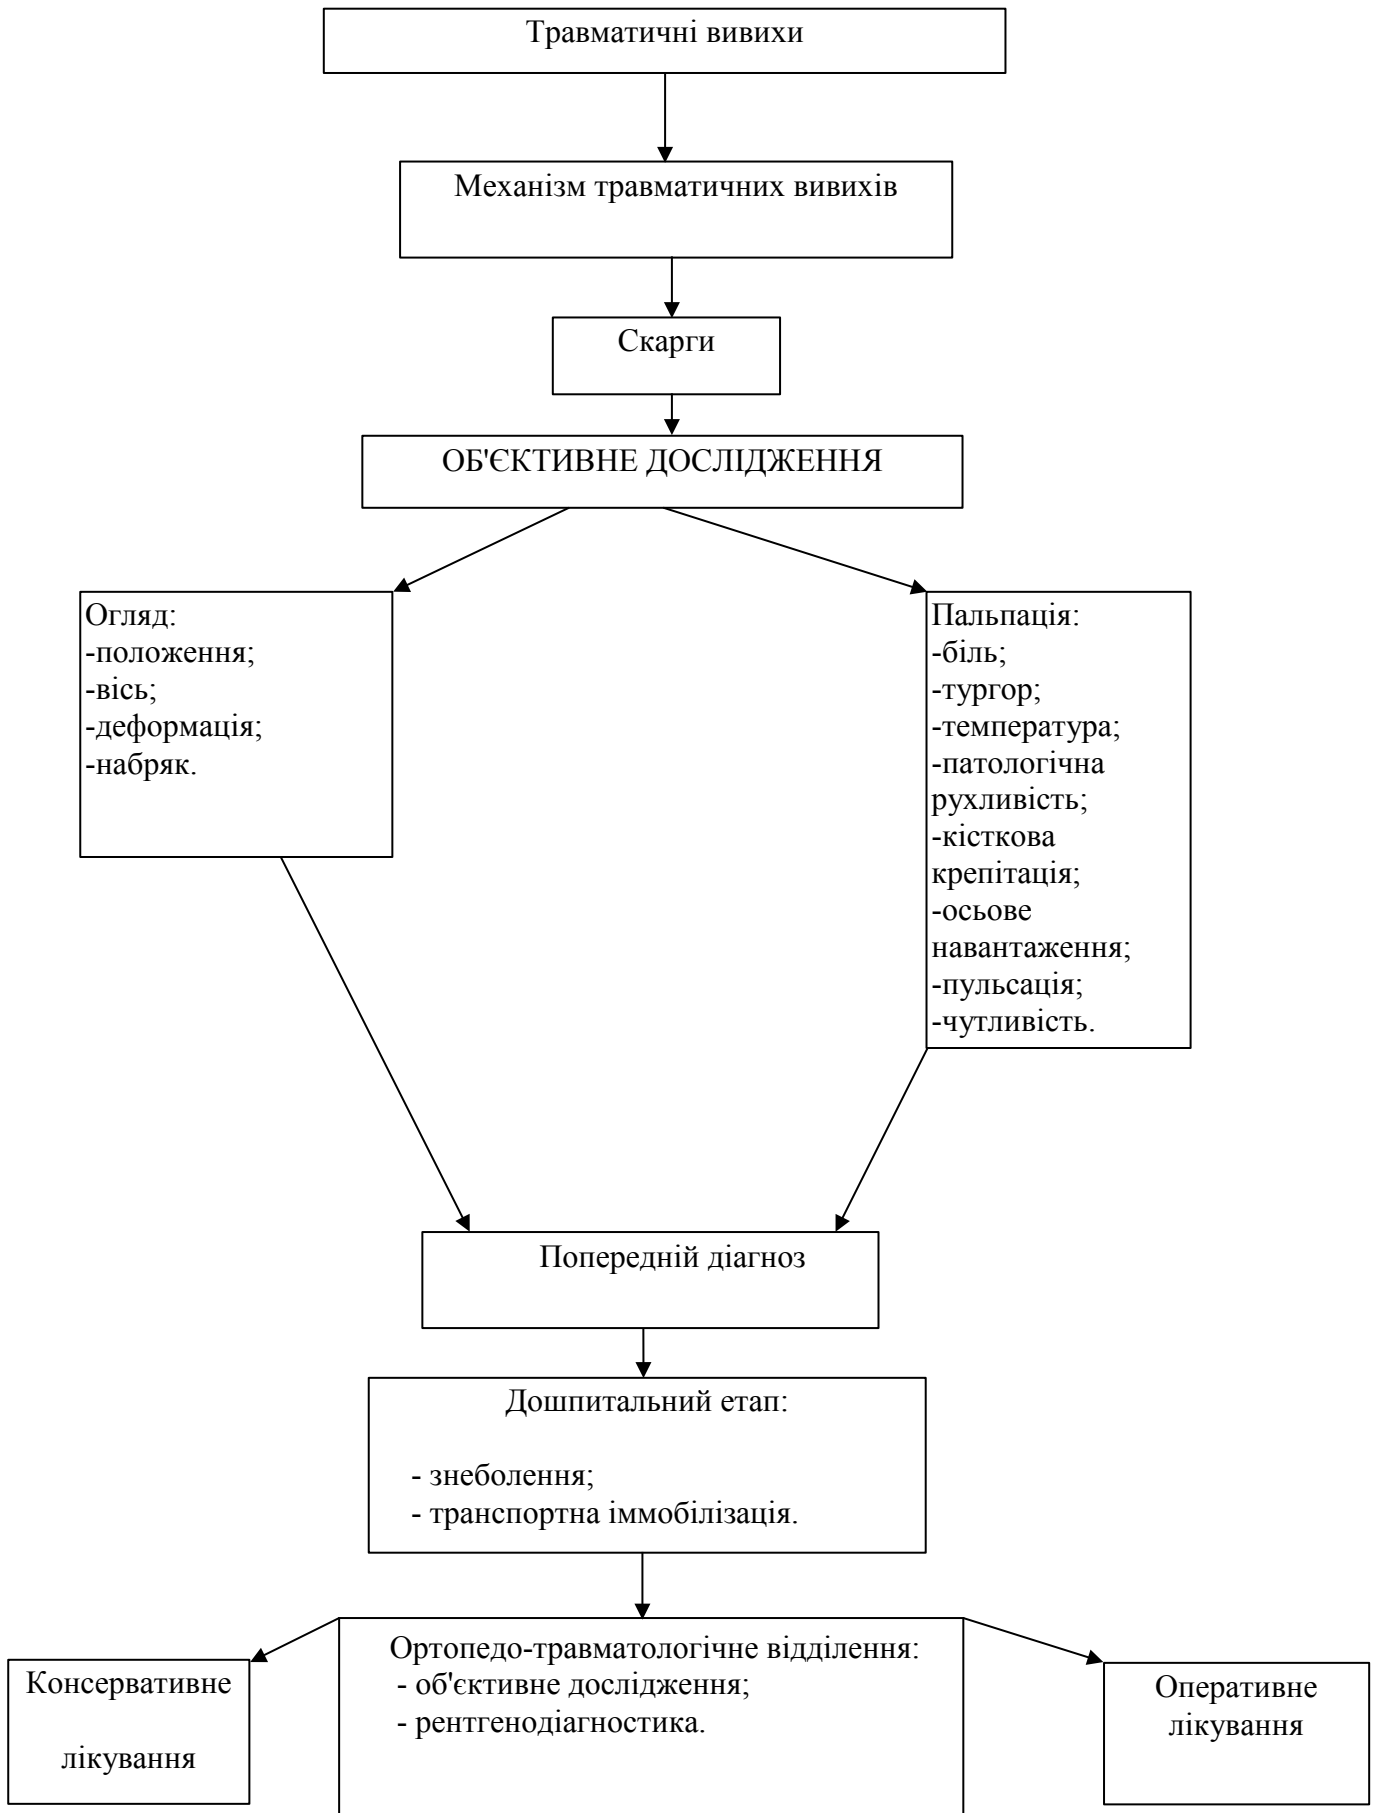 Травматичні вивихи
Механізм травматичних вивихів
Скарги
ОБ'ЄКТИВНЕ ДОСЛІДЖЕННЯ
Огляд:
-положення;
-вісь;
-деформація;
-набряк.
Пальпація:
-біль;
-тургор;
-температура;
-патологічна
рухливість;
-кісткова
крепітація;
-осьове
навантаження;
-пульсація;
-чутливість.
Попередній діагноз
Дошпитальний етап:
- знеболення;
- транспортна іммобілізація.
Ортопедо-травматологічне відділення:
- об'єктивне дослідження;
- рентгенодіагностика.
Консервативне
лікування
Оперативне
лікування